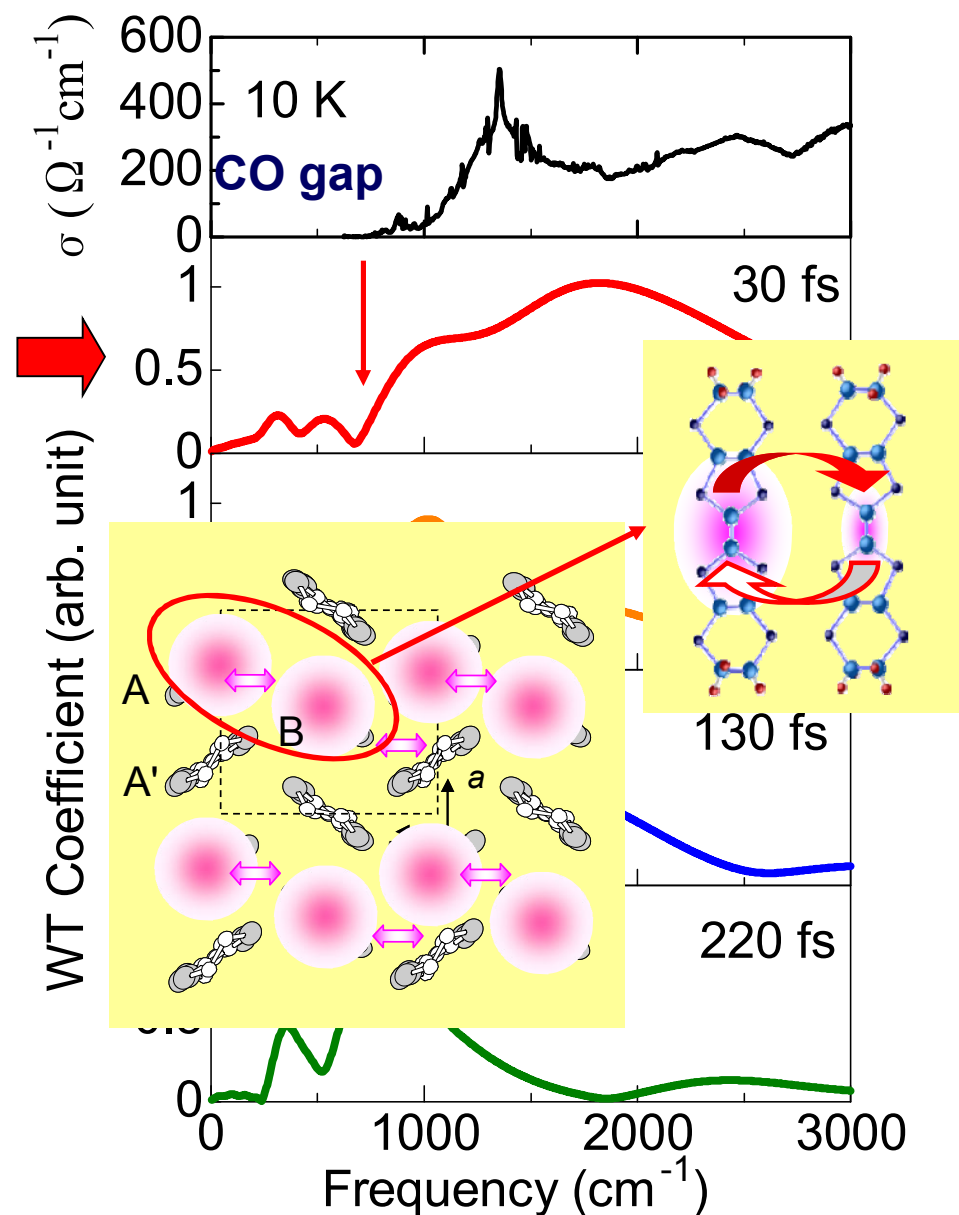 σ ( Ω⁻¹cm⁻¹)
600
400
200
0
10 K
CO gap
WT Coefficient (arb. unit)
1
0.5
0
30 fs
1
A
B
A'
a
130 fs
220 fs
0
0
1000
2000
3000
Frequency (cm⁻¹)